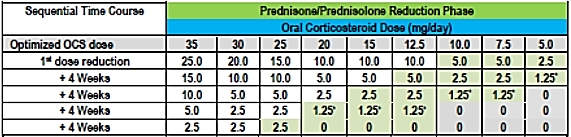 Sequential Time Course Prednisone/Prednisolone Reduction Phase
Oral Corticosteroid Dose (mg/day)
Optimized OCS dose 35 30 25 20 15 12.5 10.0 7.5 5.0
1st dose reduction 25.0 20.0 15.0 10.0 10.0 10.0 5.0 5.0 2.5
+ 4 Weeks 15.0 10.0 10.0 5.0 5.0 5.0 2.5 2.5 1.25*
+ 4 Weeks 10.0 5.0 5.0 2.5 2.5 2.5 1.25* 1.25* 0
+ 4 Weeks 5.0 2.5 2.5 1.25* 1.25* 1.25* 0 0 0
+ 4 Weeks 2.5 2.5 2.5 0 0 0 0 0 0